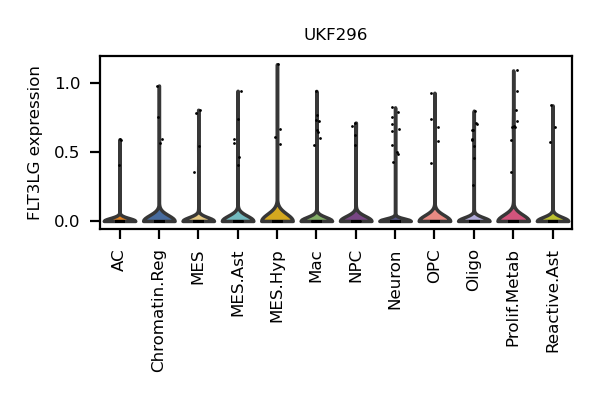 UKF296
FLT3LG expression
1.0
0.5
0.0
AC
Chromatin.Reg
MES
MES.Ast
MES.Hyp
Mac
NPC
Neuron
OPC
Oligo
Prolif.Metab
Reactive.Ast